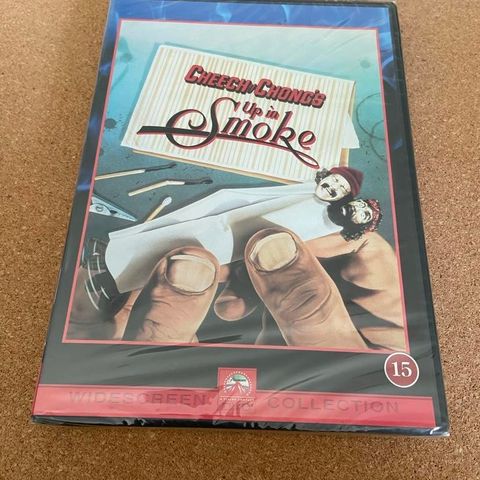 CHEECH & CHONG'S
Up in
Smoke
15
WIDESCREEN COLLECTION